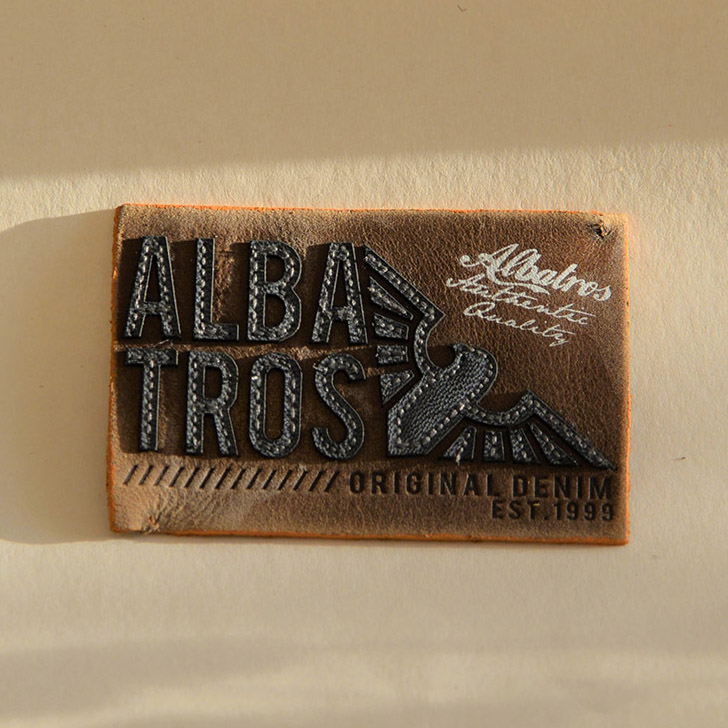 ALBA
TROS
Albatros
Authentic
Quality
ORIGINAL DENIM
EST.1999